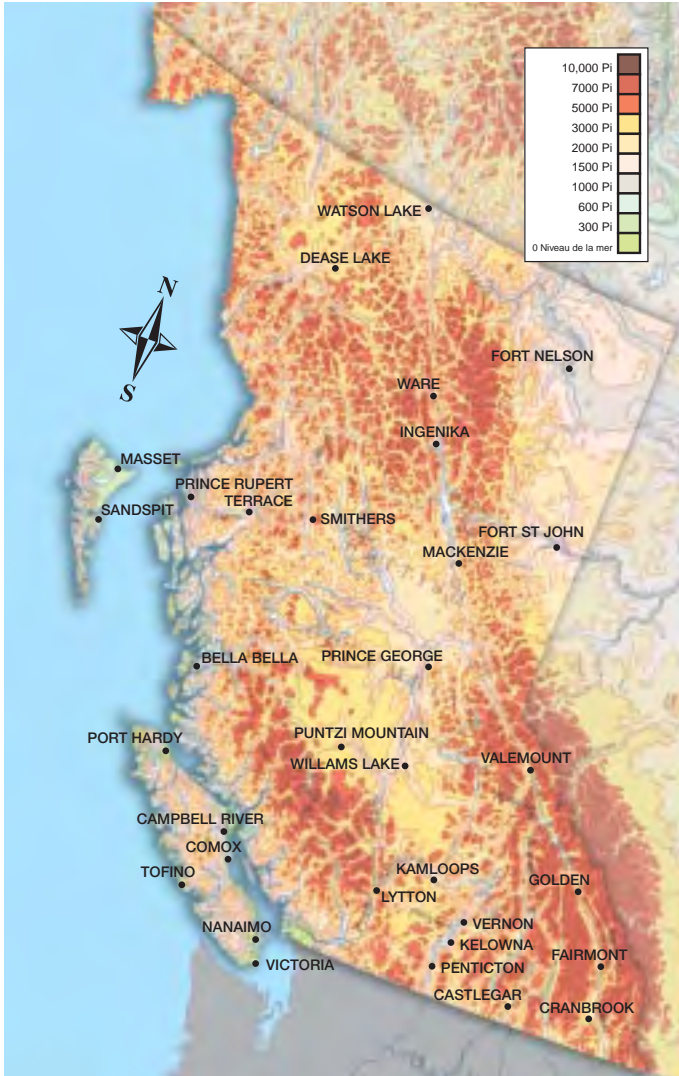 10,000 Pi
7000 Pi
5000 Pi
3000 Pi
2000 Pi
1500 Pi
1000 Pi
600 Pi
300 Pi
0 Niveau de la mer
WATSON LAKE
DEASE LAKE
N
S
FORT NELSON
WARE
INGENIKA
MASSET
PRINCE RUPERT
TERRACE
SANDSPIT
SMITHERS
FORT ST JOHN
MACKENZIE
BELLA BELLA
PRINCE GEORGE
PORT HARDY
PUNTZI MOUNTAIN
WILLAMS LAKE
VALEMOUNT
CAMPBELL RIVER
COMOX
TOFINO
KAMLOOPS
LYTTON
GOLDEN
NANAIMO
VERNON
KELOWNA
VICTORIA
PENTICTON
FAIRMONT
CASTLEGAR
CRANBROOK